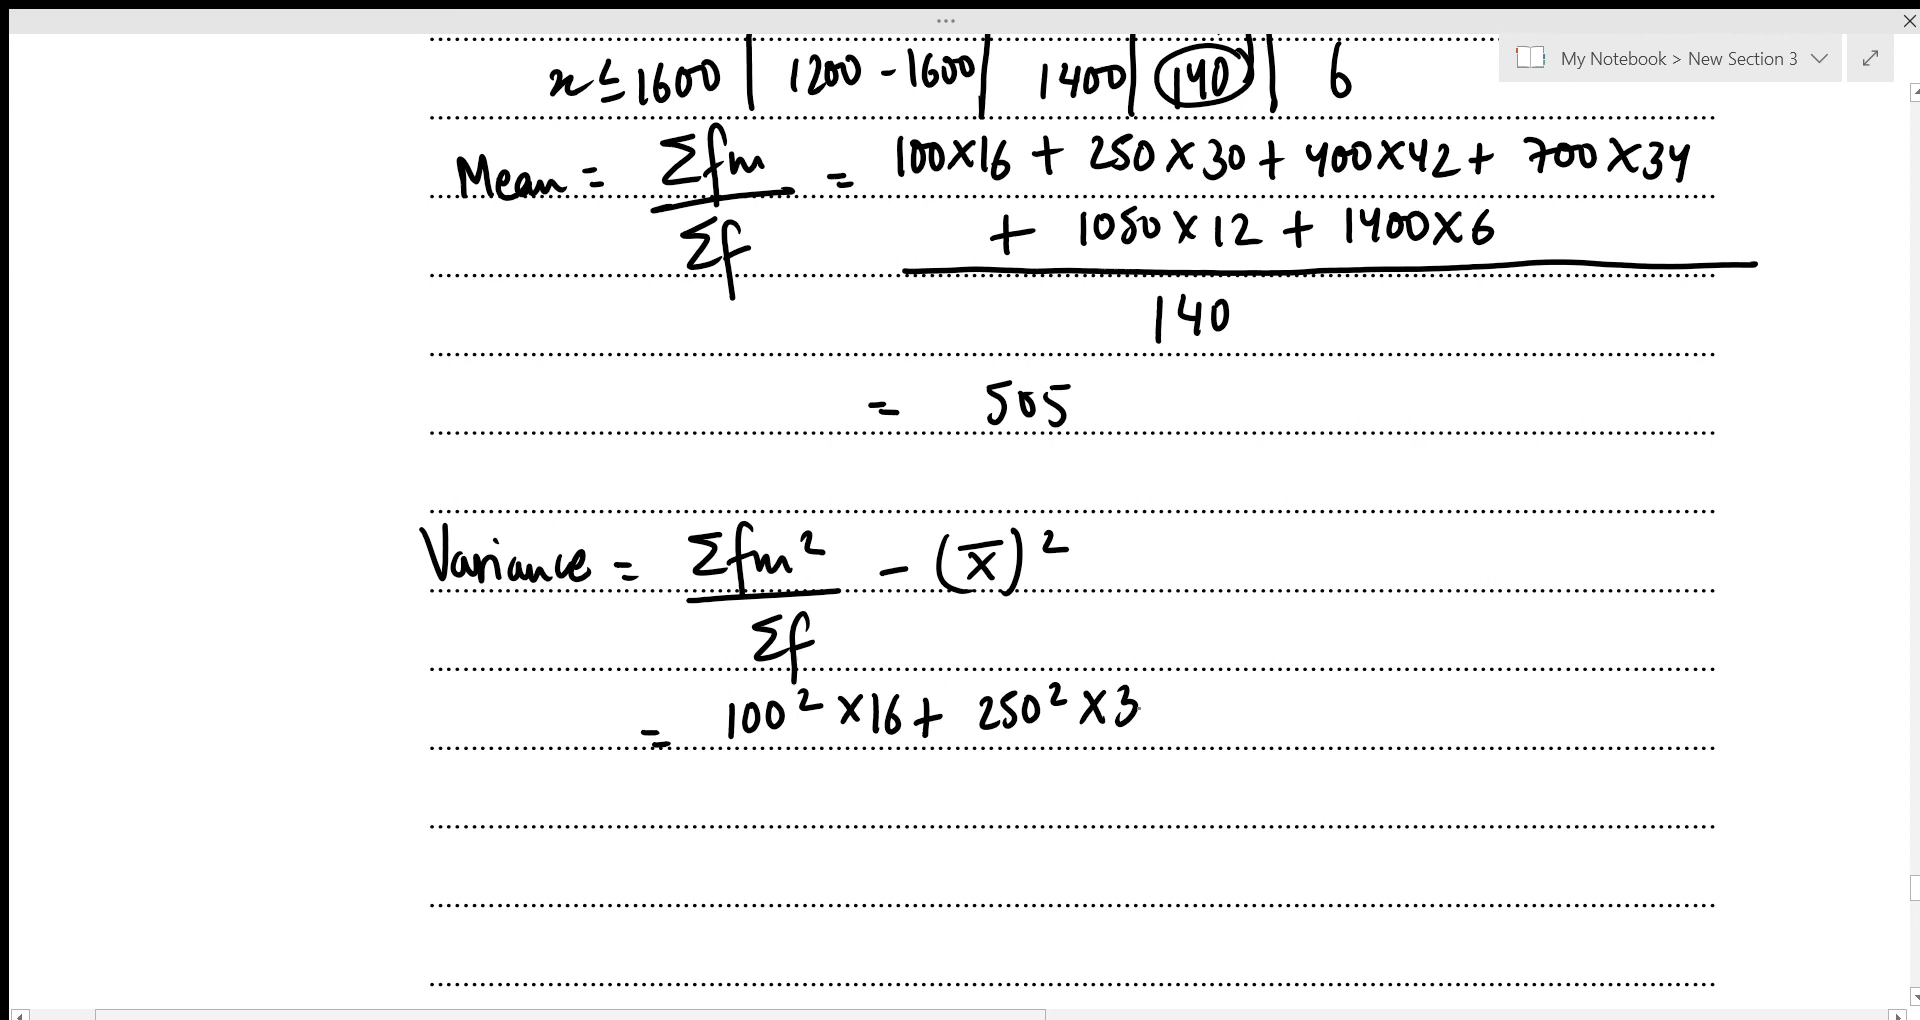 My Notebook > New Section 3
x ≤ 1600 | 1200 - 1600 | 1400 | 140 | 6
Mean = Σfm / Σf = 100×16 + 250×30 + 400×42 + 700×34
+ 1050×12 + 1400×6
140
= 505
Variance = Σfm² / Σf - (x̄)²
= 100² ×16 + 250² ×3